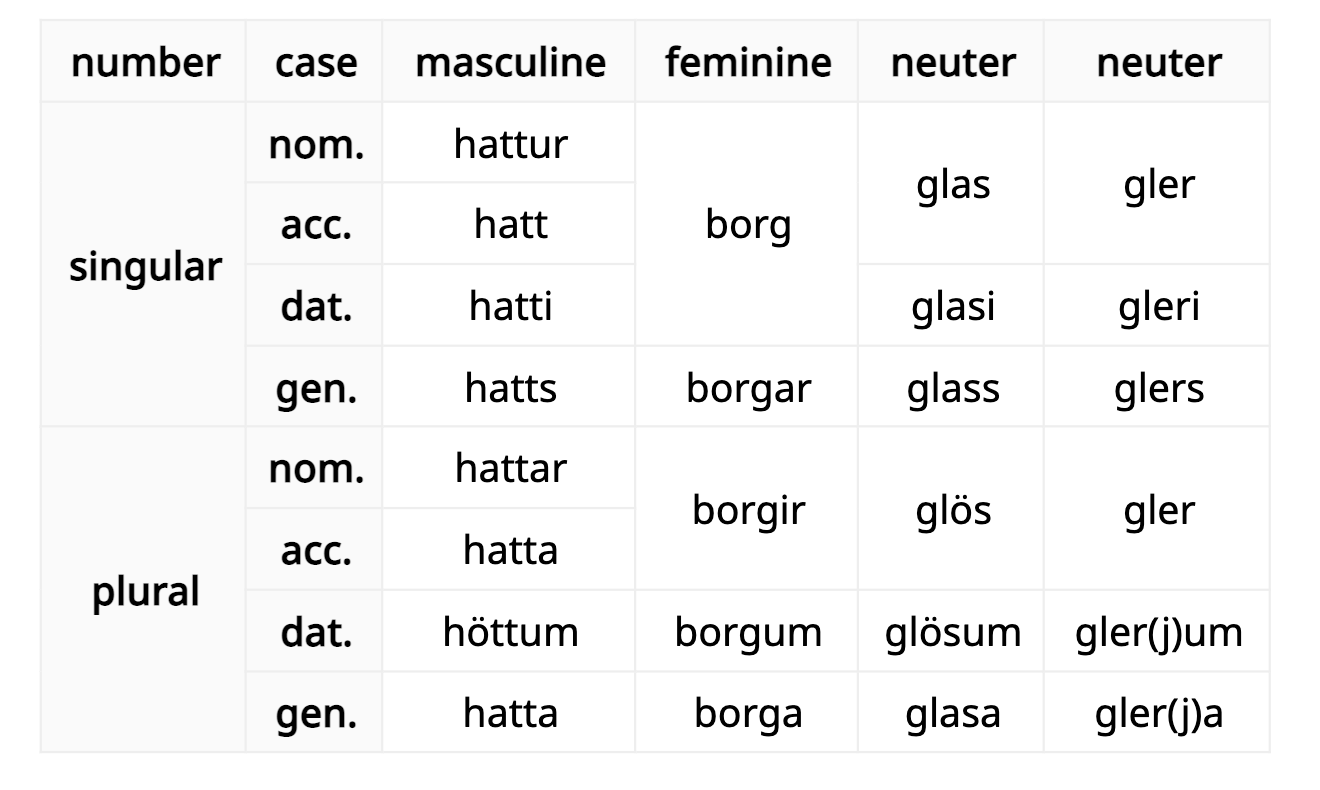 number case masculine feminine neuter neuter
singular
nom. hattur
borg
glas gler
acc. hatt
dat. hatti glasi gleri
gen. hatts borgar glass glers
plural
nom. hattar
borgir glös gler
acc. hatta
dat. höttum borgum glösum gler(j)um
gen. hatta borga glasa gler(j)a